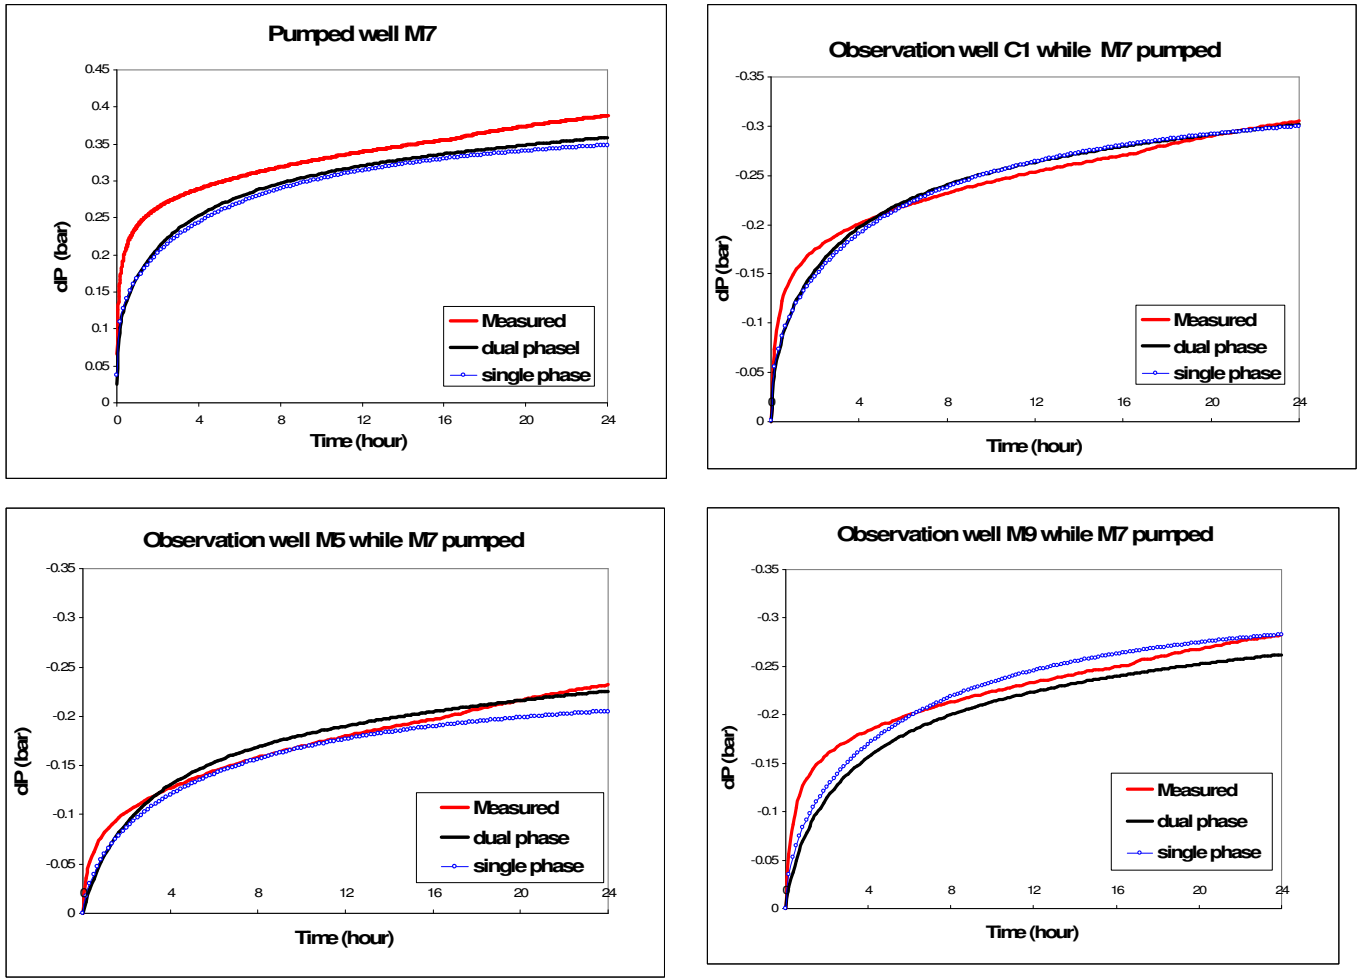 Pumped well M7
0.45
0.4
0.35
0.3
0.25
0.2
0.15
0.1
0.05
0
dP (bar)
0 4 8 12 16 20 24
Time (hour)
Measured
dual phasel
single phase
Observation well C1 while M7 pumped
-0.35
-0.3
-0.25
-0.2
-0.15
-0.1
-0.05
0
dP (bar)
0 4 8 12 16 20 24
Time (hour)
Measured
dual phase
single phase
Observation well M5 while M7 pumped
-0.35
-0.3
-0.25
-0.2
-0.15
-0.1
-0.05
0
dP (bar)
0 4 8 12 16 20 24
Time (hour)
Measured
dual phase
single phase
Observation well M9 while M7 pumped
-0.35
-0.3
-0.25
-0.2
-0.15
-0.1
-0.05
0
dP (bar)
0 4 8 12 16 20 24
Time (hour)
Measured
dual phase
single phase